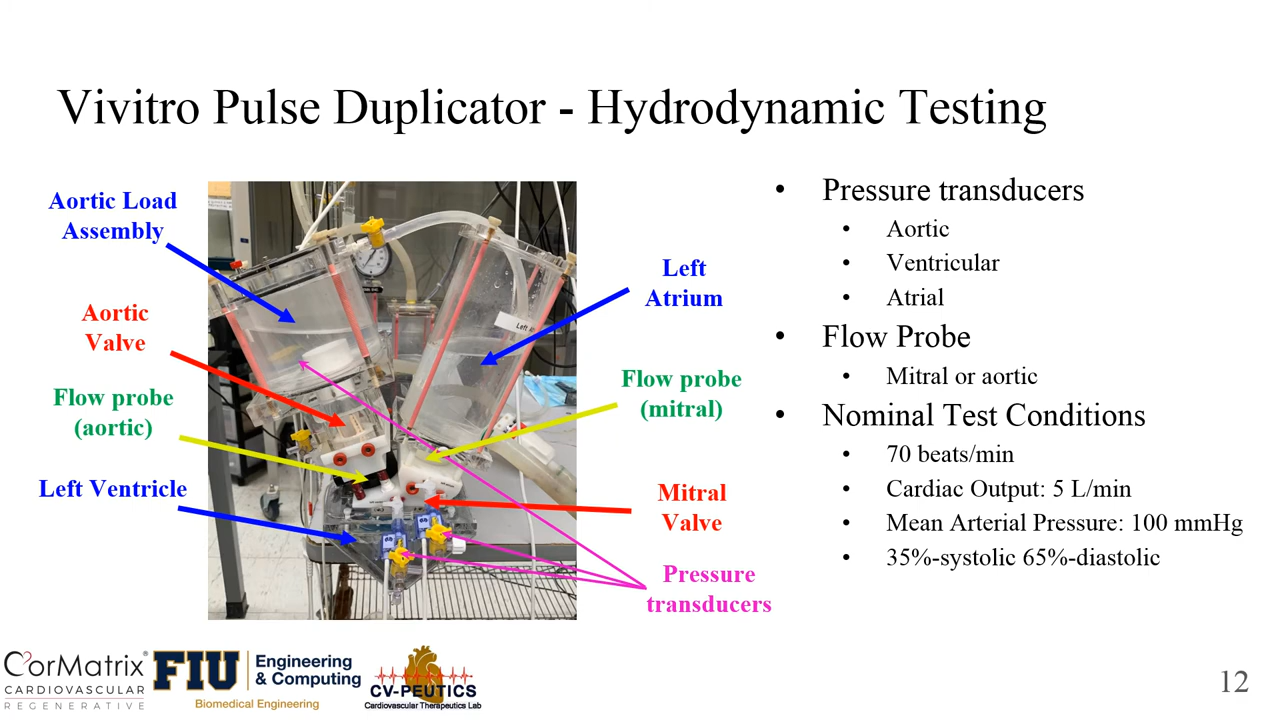 Vivitro Pulse Duplicator - Hydrodynamic Testing
Aortic Load
Assembly
Aortic
Valve
Flow probe
(aortic)
Left Ventricle
Left
Atrium
Flow probe
(mitral)
Mitral
Valve
Pressure
transducers
• Pressure transducers
• Aortic
• Ventricular
• Atrial
• Flow Probe
• Mitral or aortic
• Nominal Test Conditions
• 70 beats/min
• Cardiac Output: 5 L/min
• Mean Arterial Pressure: 100 mmHg
• 35%-systolic 65%-diastolic
CorMatrix®
CARDIOVASCULAR
REGENERATIVE
FIU
Engineering
& Computing
Biomedical Engineering
CV-PEUTICS
Cardiovascular Therapeutics Lab
12